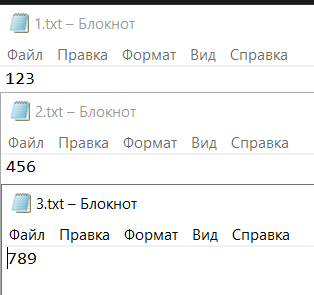 1.txt – Блокнот
Файл Правка Формат Вид Справка
123
2.txt – Блокнот
Файл Правка Формат Вид Справка
456
3.txt – Блокнот
Файл Правка Формат Вид Справка
789